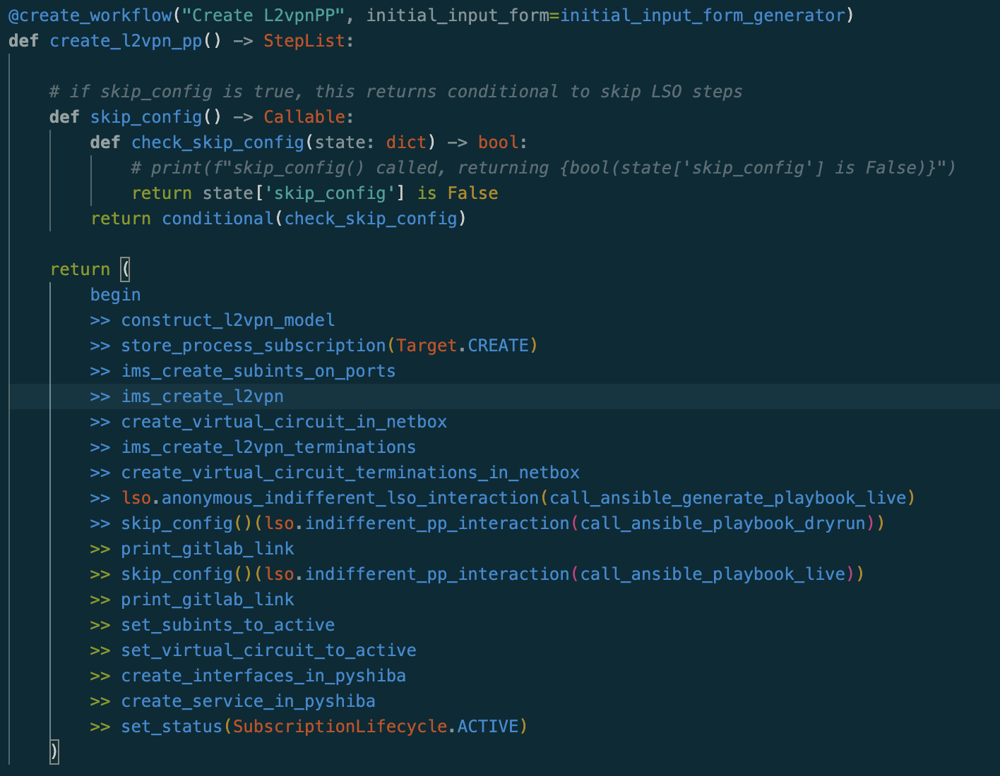 @create_workflow("Create L2vpnPP", initial_input_form=initial_input_form_generator)
def create_l2vpn_pp() -> StepList:

    # if skip_config is true, this returns conditional to skip LSO steps
    def skip_config() -> Callable:
        def check_skip_config(state: dict) -> bool:
            # print(f"skip_config() called, returning {bool(state['skip_config'] is False)}")
            return state['skip_config'] is False
        return conditional(check_skip_config)

    return (
        begin
        >> construct_l2vpn_model
        >> store_process_subscription(Target.CREATE)
        >> ims_create_subints_on_ports
        >> ims_create_l2vpn
        >> create_virtual_circuit_in_netbox
        >> ims_create_l2vpn_terminations
        >> create_virtual_circuit_terminations_in_netbox
        >> lso.anonymous_indifferent_lso_interaction(call_ansible_generate_playbook_live)
        >> skip_config()(lso.indifferent_pp_interaction(call_ansible_playbook_dryrun))
        >> print_gitlab_link
        >> skip_config()(lso.indifferent_pp_interaction(call_ansible_playbook_live))
        >> print_gitlab_link
        >> set_subints_to_active
        >> set_virtual_circuit_to_active
        >> create_interfaces_in_pyshiba
        >> create_service_in_pyshiba
        >> set_status(SubscriptionLifecycle.ACTIVE)
    )